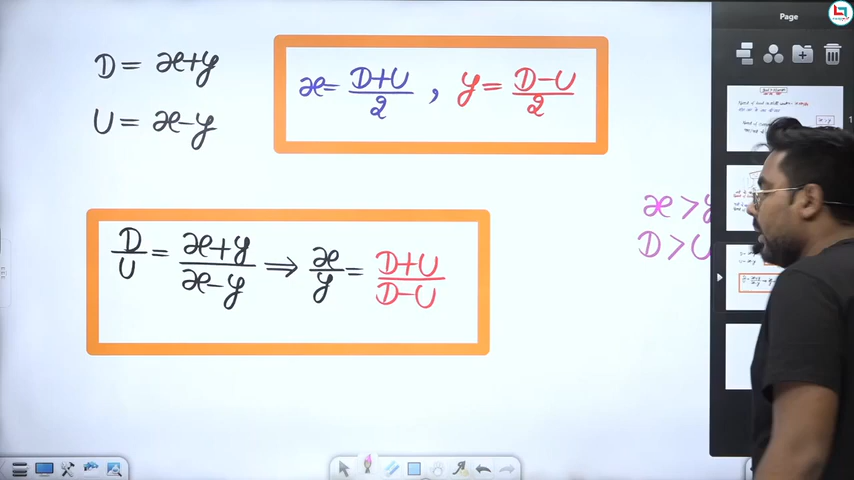 Page
D = x+y
U = x-y
x = D+U/2 , y = D-U/2
x > y
D > U
D/U = x+y/x-y ⇒ x/y = D+U/D-U